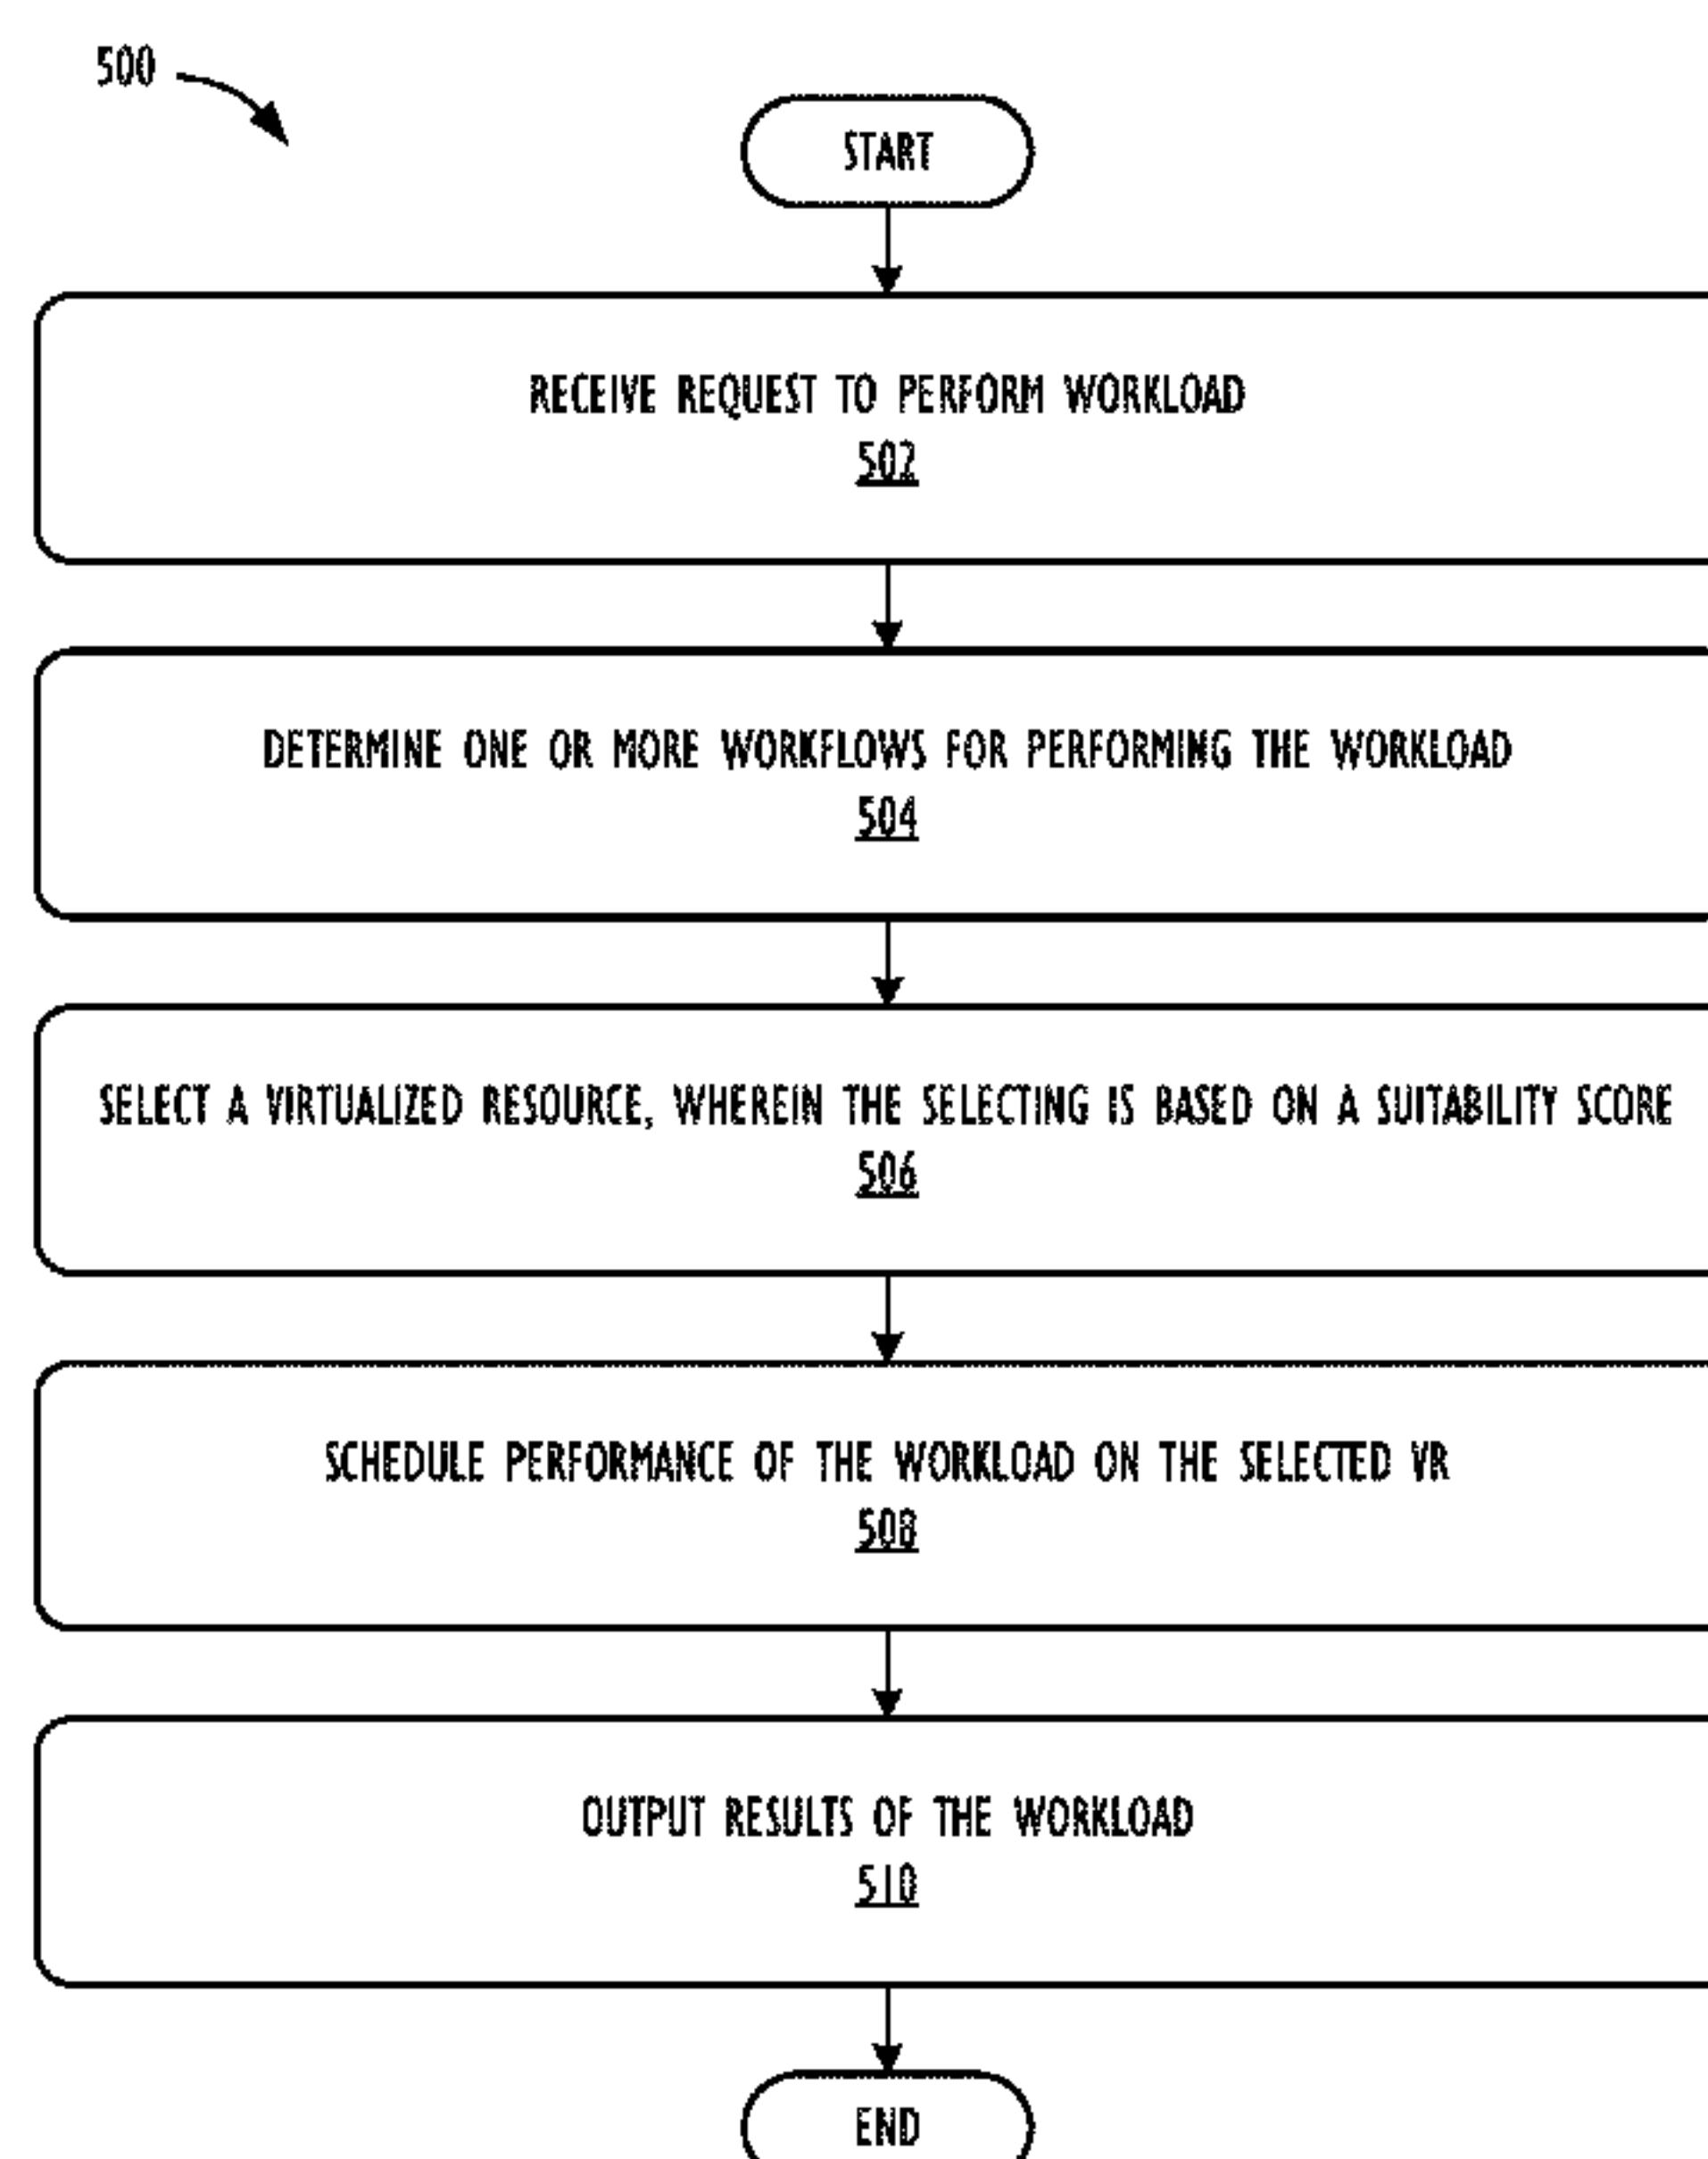 500
START
RECEIVE REQUEST TO PERFORM WORKLOAD
502
DETERMINE ONE OR MORE WORKFLOWS FOR PERFORMING THE WORKLOAD
504
SELECT A VIRTUALIZED RESOURCE, WHEREIN THE SELECTING IS BASED ON A SUITABILITY SCORE
506
SCHEDULE PERFORMANCE OF THE WORKLOAD ON THE SELECTED VR
508
OUTPUT RESULTS OF THE WORKLOAD
510
END